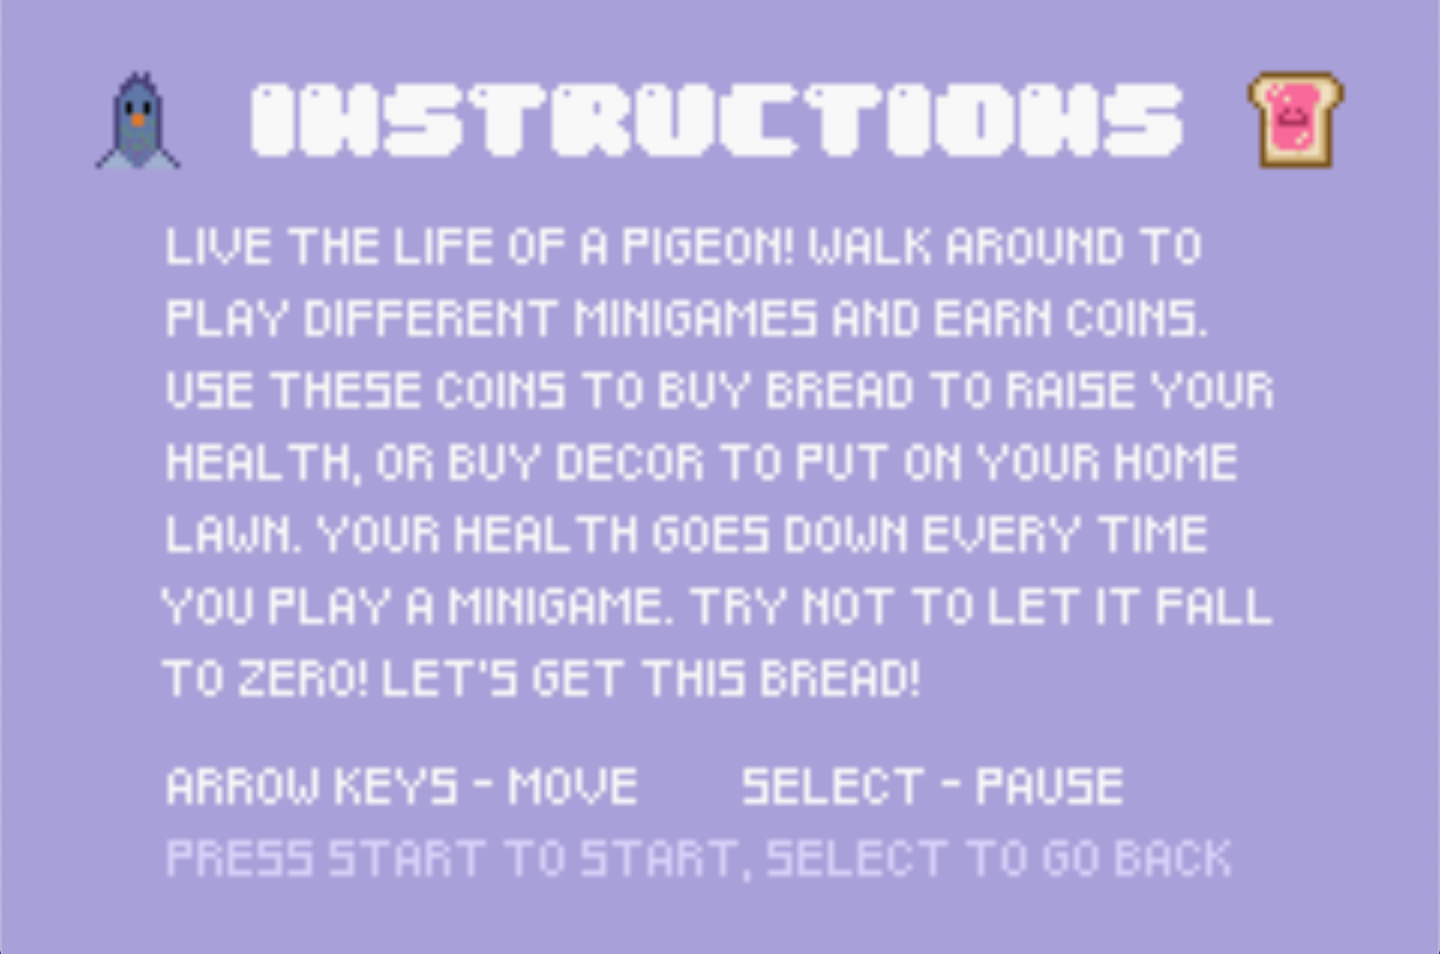 INSTRUCTIONS
LIVE THE LIFE OF A PIGEON! WALK AROUND TO
PLAY DIFFERENT MINIGAMES AND EARN COINS.
USE THESE COINS TO BUY BREAD TO RAISE YOUR
HEALTH, OR BUY DECOR TO PUT ON YOUR HOME
LAWN. YOUR HEALTH GOES DOWN EVERY TIME
YOU PLAY A MINIGAME. TRY NOT TO LET IT FALL
TO ZERO! LET'S GET THIS BREAD!
ARROW KEYS - MOVE SELECT - PAUSE
PRESS START TO START, SELECT TO GO BACK